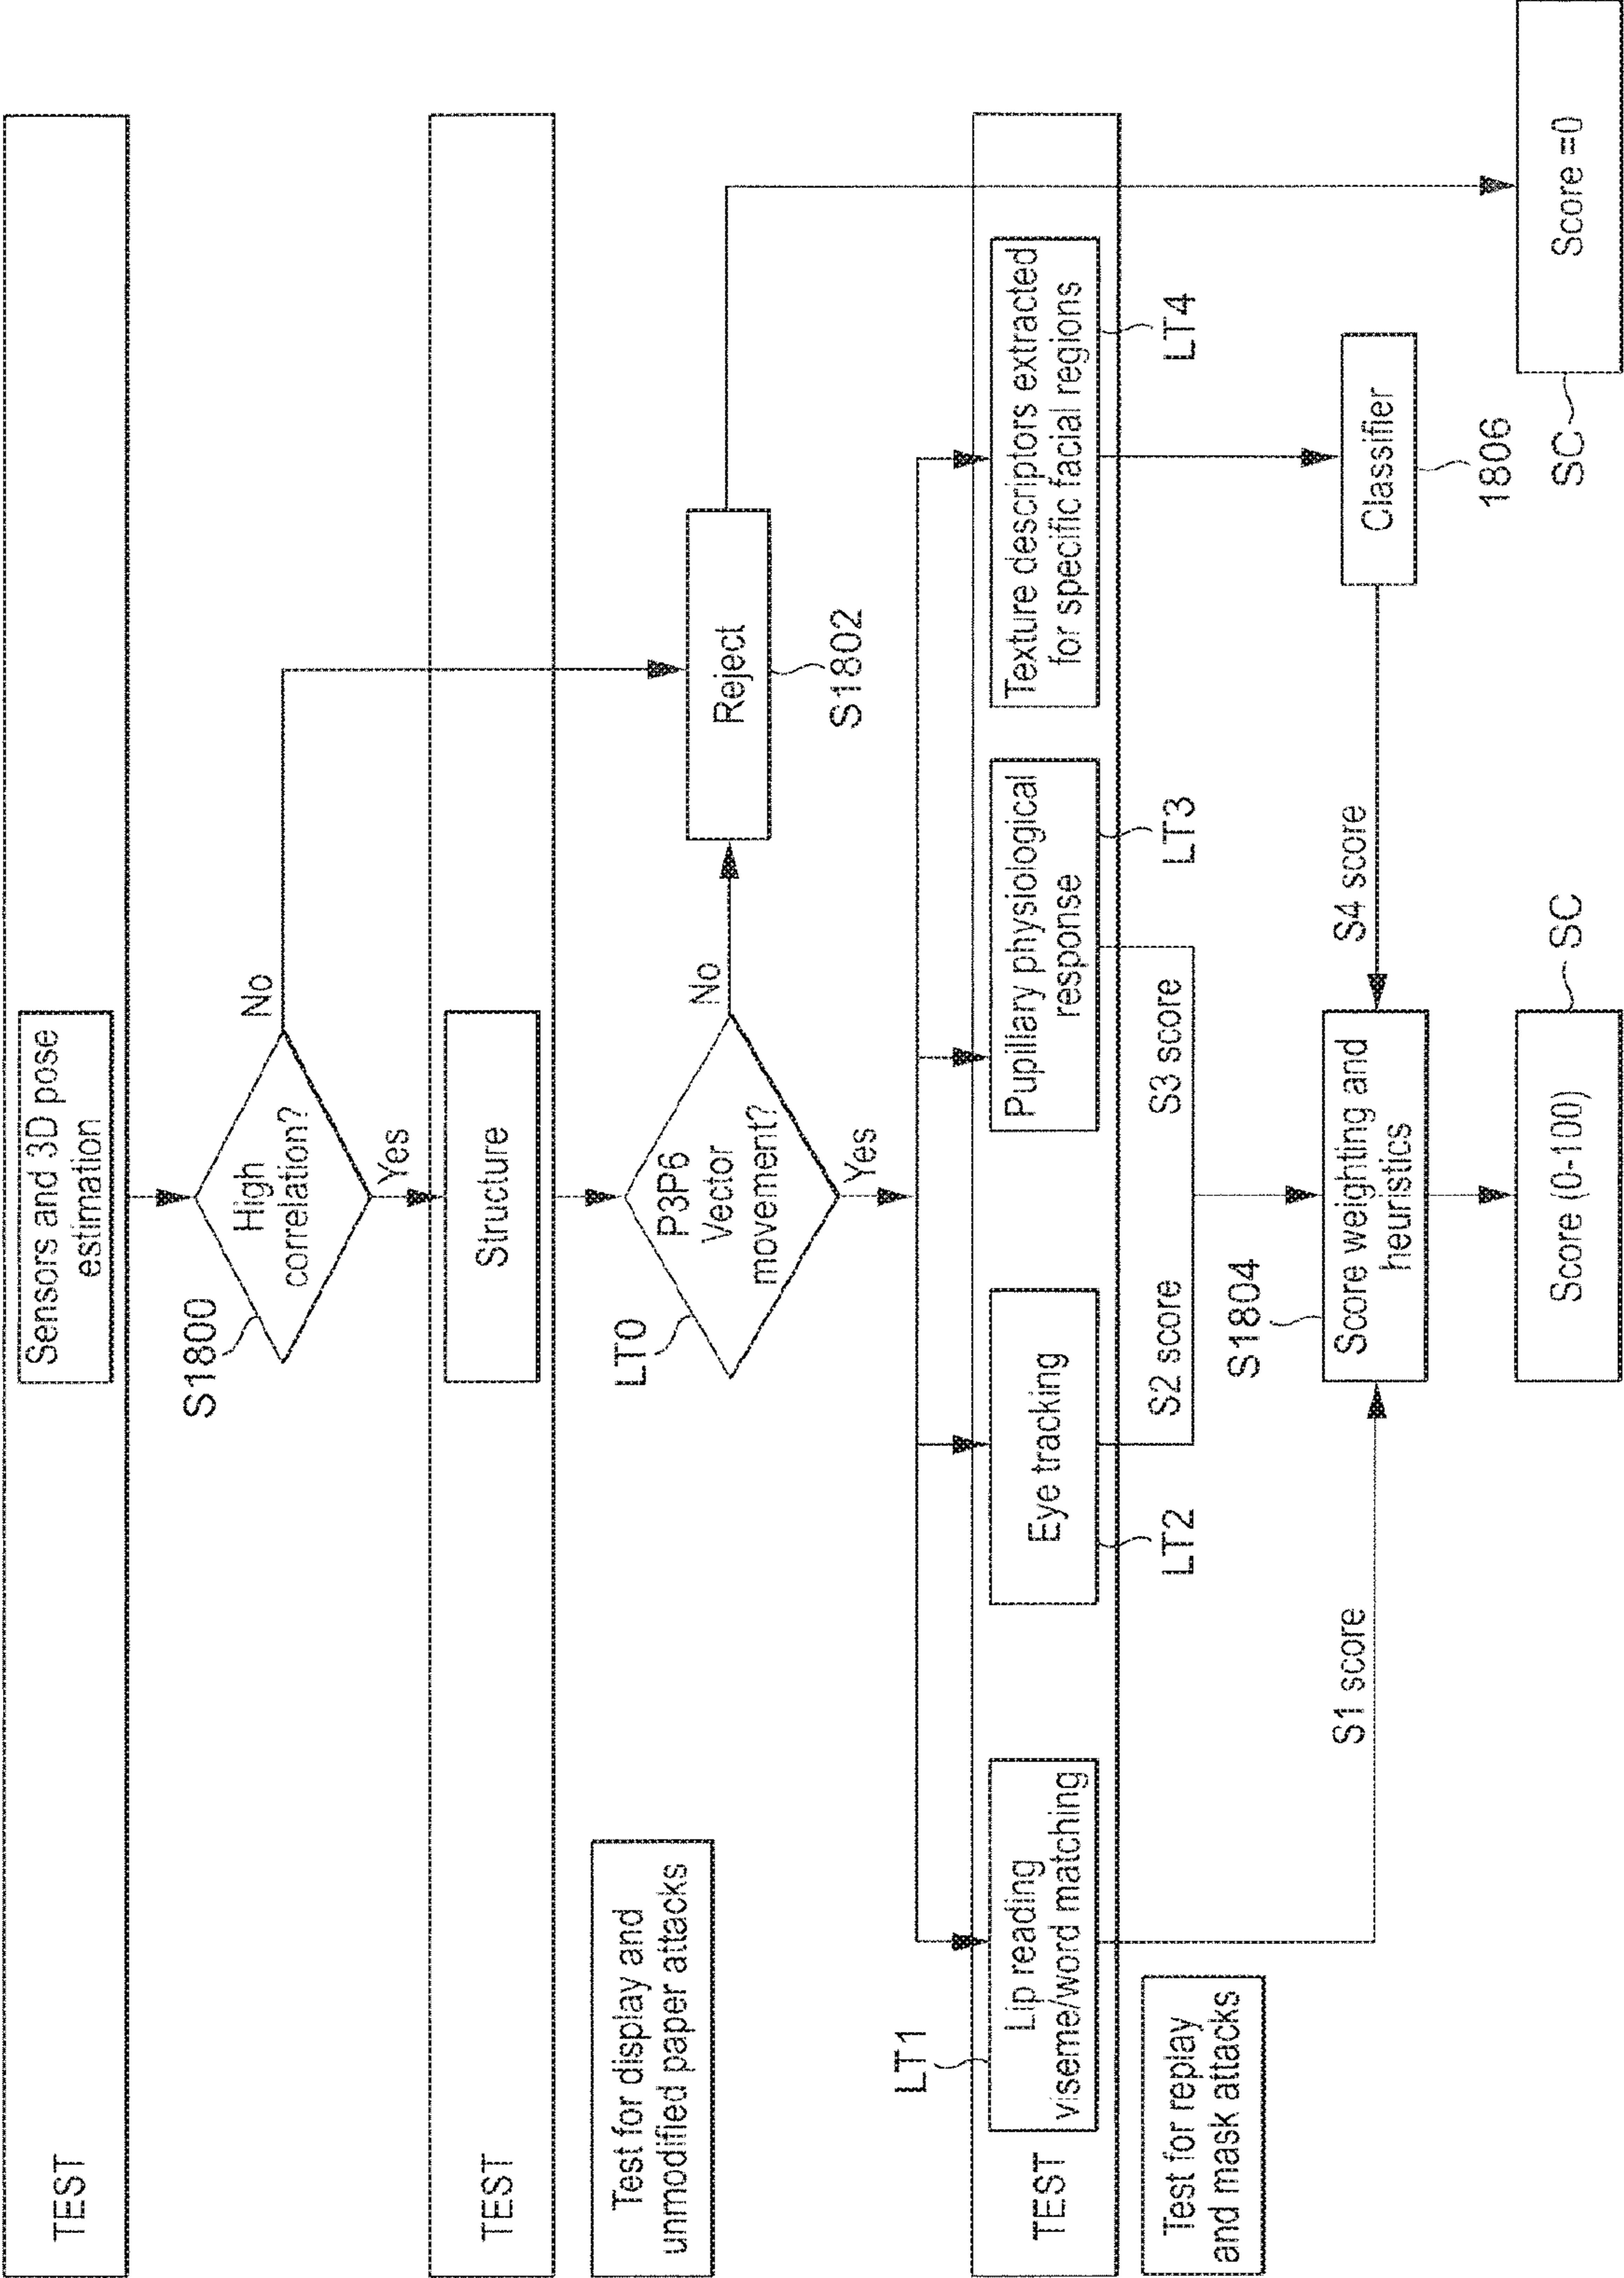 TEST
Sensors and 3D pose
estimation
S1800
High
correlation?
No
Yes
TEST
Structure
Test for display and
unmodified paper attacks
LT0
P3P6
Vector
movement?
No
Yes
Reject
S1802
LT1
TEST
Lip reading
viseme/word matching
Eye tracking
Pupillary physiological
response
Texture descriptors extracted
for specific facial regions
LT2
LT3
LT4
Test for replay
and mask attacks
S2 score
S3 score
S1 score
S1804
Score weighting and
heuristics
S4 score
Classifier
1806
Score (0-100)
SC
SC
Score =0